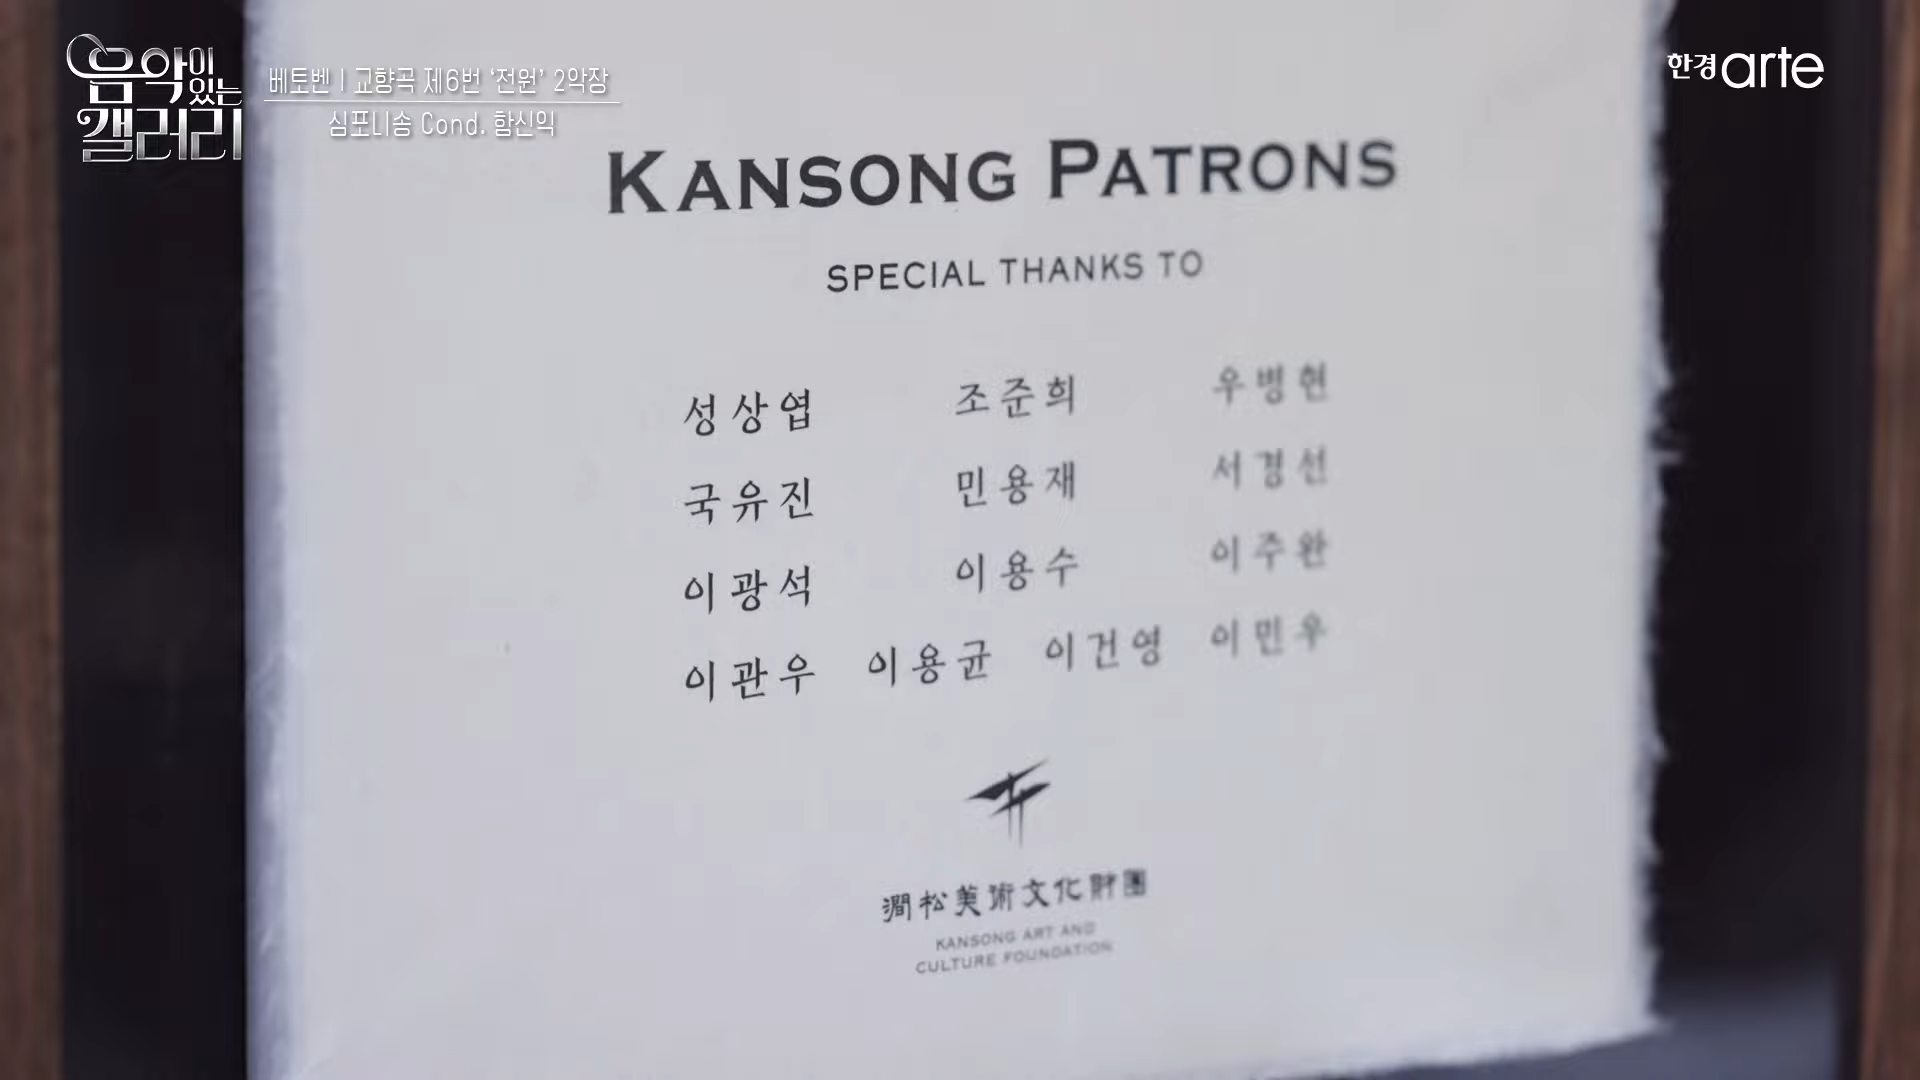 음악이
있는
갤러리
베토벤 | 교향곡 제6번 ‘전원’ 2악장
심포니송 Cond. 함신익
한경arte
KANSONG PATRONS
SPECIAL THANKS TO
성상엽 조준희 우병현
국유진 민용재 서경선
이광석 이용수 이주완
이관우 이용균 이건영 이민우
澗松美術文化財團
KANSONG ART AND
CULTURE FOUNDATION